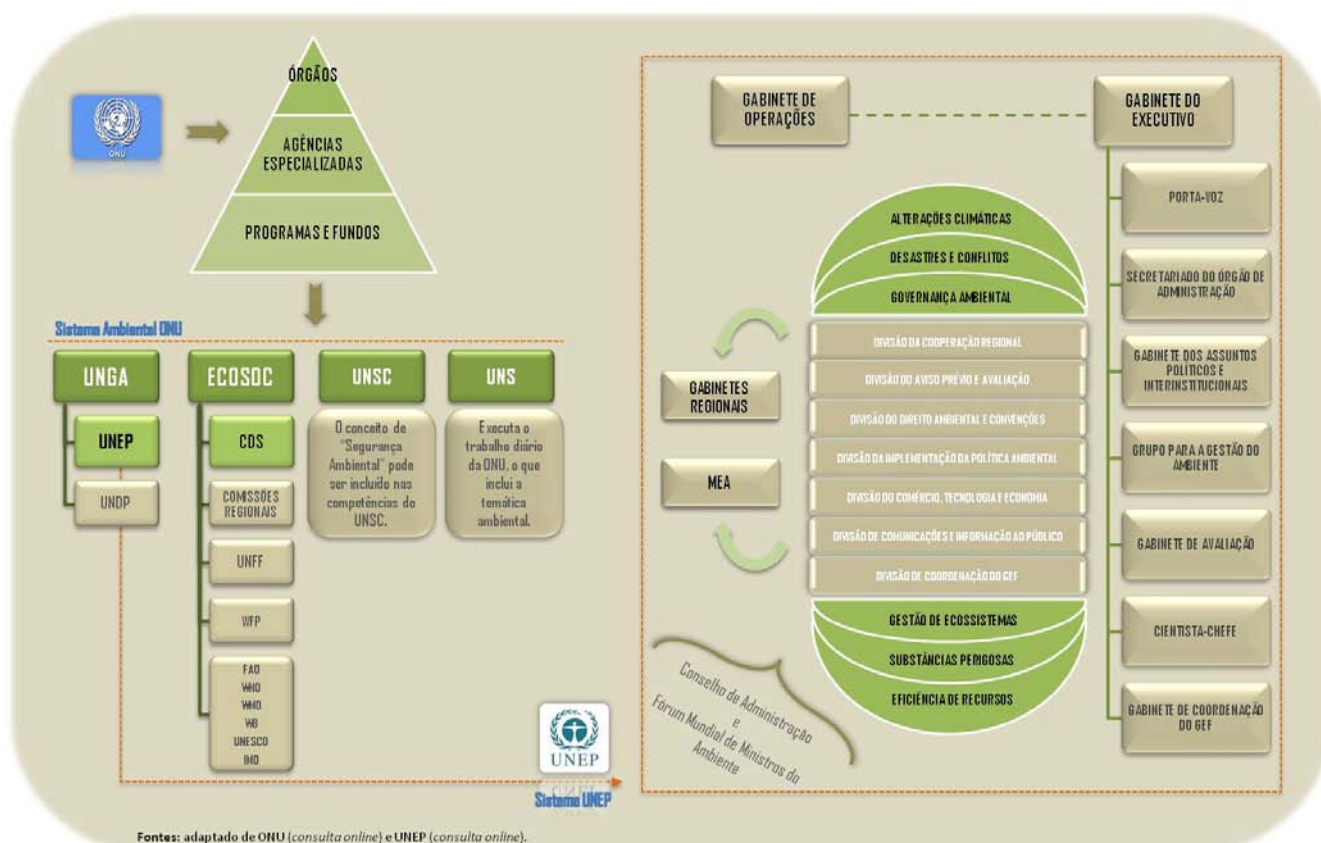 ÓRGÃOS
AGÊNCIAS
ESPECIALIZADAS
PROGRAMAS E FUNDOS
ONU
Sistema Ambiental ONU
UNGA
UNEP
UNDP
ECOSOC
CDS
COMISSÕES
REGIONAIS
UNFF
WFP
FAO
WHO
WMO
WB
UNESCO
IMO
UNSC
O conceito de
"Segurança
Ambiental" pode
ser incluído nas
competências do
UNSC.
UNS
Executa o
trabalho diário
da ONU, o que
inclui a
temática
ambiental.
UNEP
Sistema UNEP
GABINETE DE
OPERAÇÕES
GABINETE DO
EXECUTIVO
ALTERAÇÕES CLIMÁTICAS
DESASTRES E CONFLITOS
GOVERNANÇA AMBIENTAL
DIVISÃO DA COOPERAÇÃO REGIONAL
DIVISÃO DO AVISO PRÉVIO E AVALIAÇÃO
DIVISÃO DO DIREITO AMBIENTAL E CONVENÇÕES
DIVISÃO DA IMPLEMENTAÇÃO DA POLÍTICA AMBIENTAL
DIVISÃO DO COMÉRCIO, TECNOLOGIA E ECONOMIA
DIVISÃO DE COMUNICAÇÕES E INFORMAÇÃO AO PÚBLICO
DIVISÃO DE COORDENAÇÃO DO GEF
GESTÃO DE ECOSSISTEMAS
SUBSTÂNCIAS PERIGOSAS
EFICIÊNCIA DE RECURSOS
GABINETES
REGIONAIS
MEA
Conselho de Administração
e
Fórum Mundial de Ministros do
Ambiente
PORTA-VOZ
SECRETARIADO DO ÓRGÃO DE
ADMINISTRAÇÃO
GABINETE DOS ASSUNTOS
POLÍTICOS E
INTERINSTITUCIONAIS
GRUPO PARA A GESTÃO DO
AMBIENTE
GABINETE DE AVALIAÇÃO
CIENTISTA-CHEFE
GABINETE DE COORDENAÇÃO
DO GEF
Fontes: adaptado de ONU (consulta online) e UNEP (consulta online).